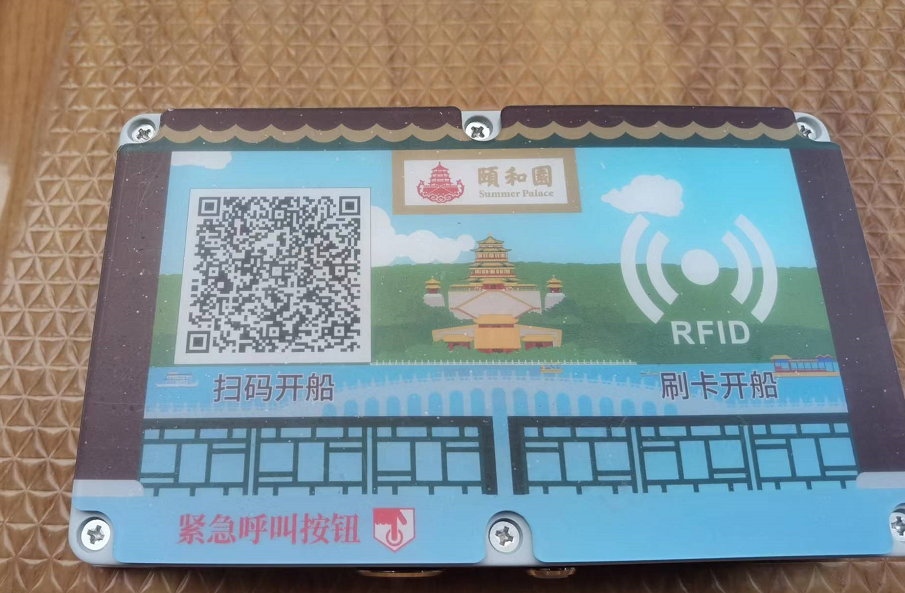 頤和園
Summer Palace
RFID
扫码开船
刷卡开船
紧急呼叫按钮